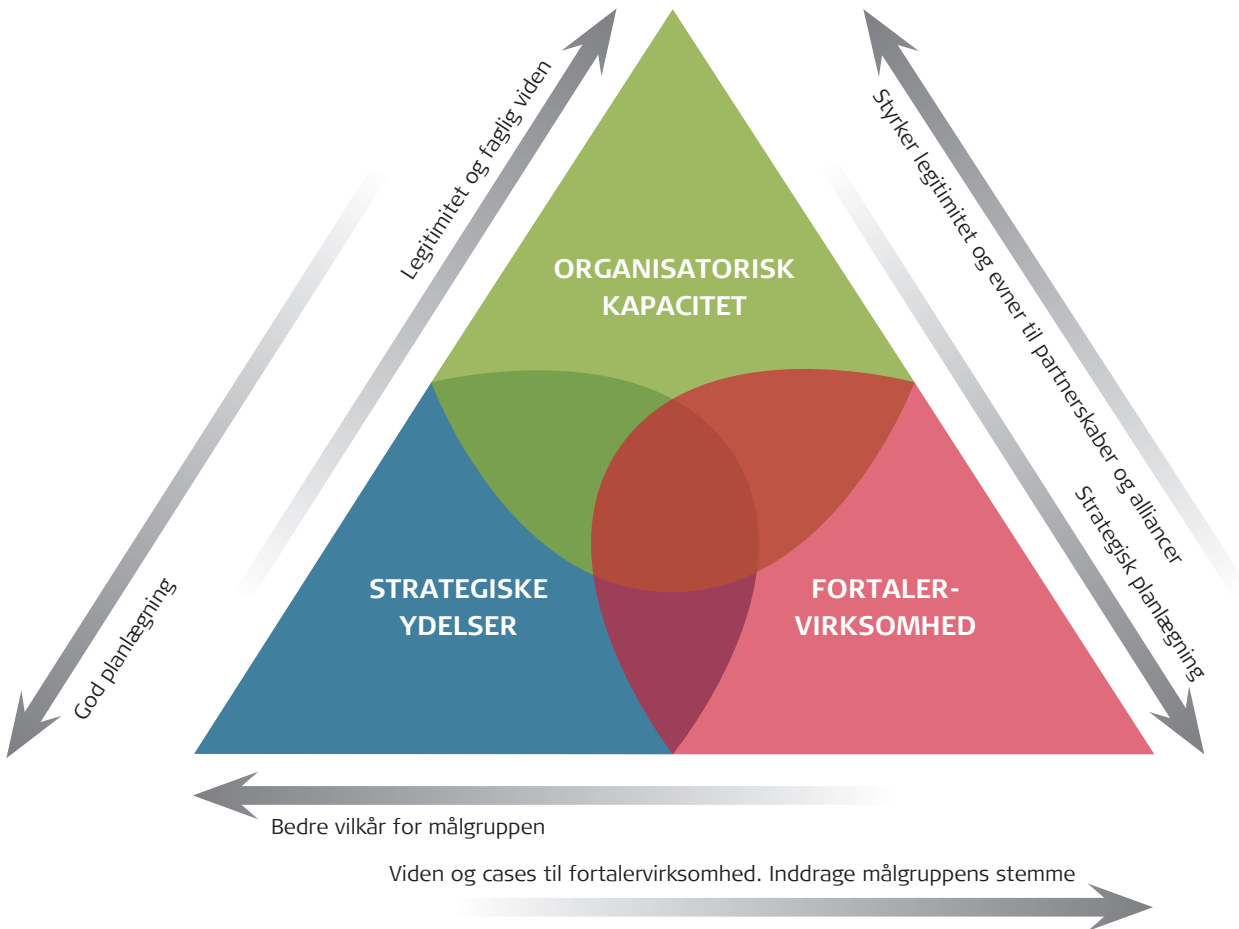 Legitimitet og faglig viden
Styrker legitimitet og evner til partnerskaber og alliancer
ORGANISATORISK
KAPACITET
God planlægning
STRATEGISKE
YDELSER
FORTALER-
VIRKSOMHED
Strategisk planlægning
Bedre vilkår for målgruppen
Viden og cases til fortalervirksomhed. Inddrage målgruppens stemme